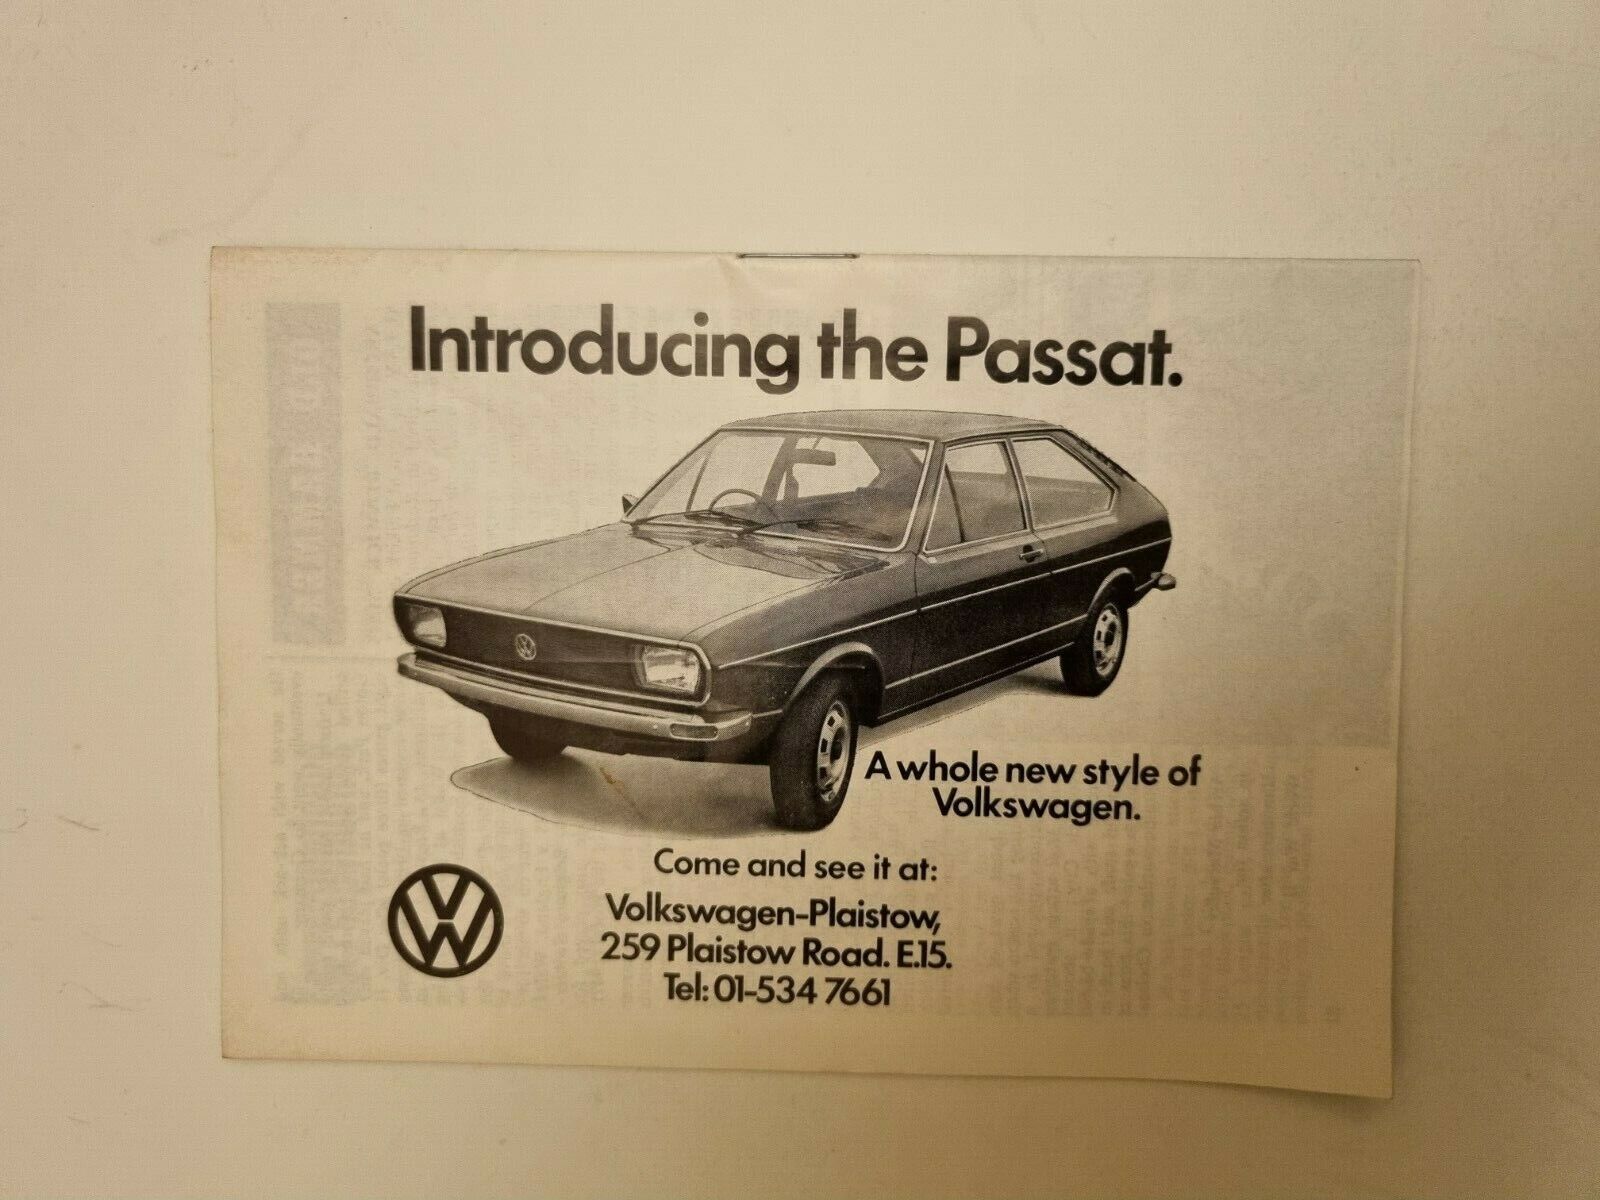 Introducing the Passat.
A whole new style of
Volkswagen.
Come and see it at:
Volkswagen-Plaistow,
259 Plaistow Road. E.15.
Tel: 01-534 7661